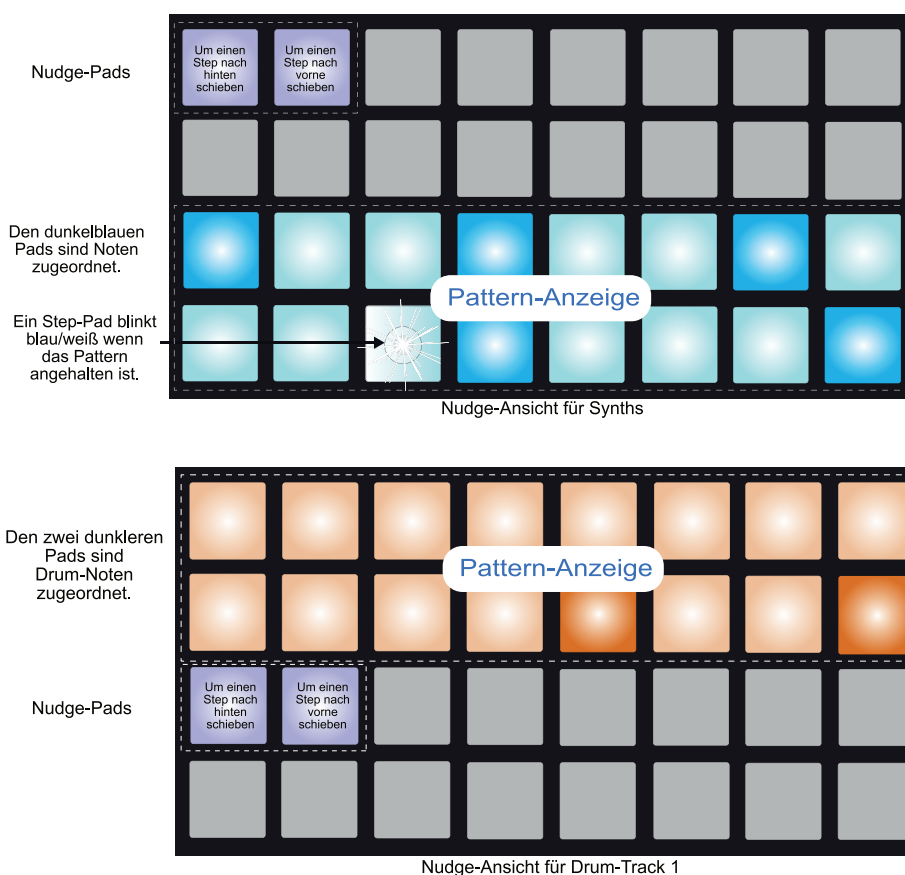 Nudge-Pads
Um einen
Step nach
hinten
schieben
Um einen
Step nach
vorne
schieben
Den dunkelblauen
Pads sind Noten
zugeordnet.
Pattern-Anzeige
Ein Step-Pad blinkt
blau/weiß wenn
das Pattern
angehalten ist.
Nudge-Ansicht für Synths
Den zwei dunkleren
Pads sind
Drum-Noten
zugeordnet.
Pattern-Anzeige
Nudge-Pads
Um einen
Step nach
hinten
schieben
Um einen
Step nach
vorne
schieben
Nudge-Ansicht für Drum-Track 1